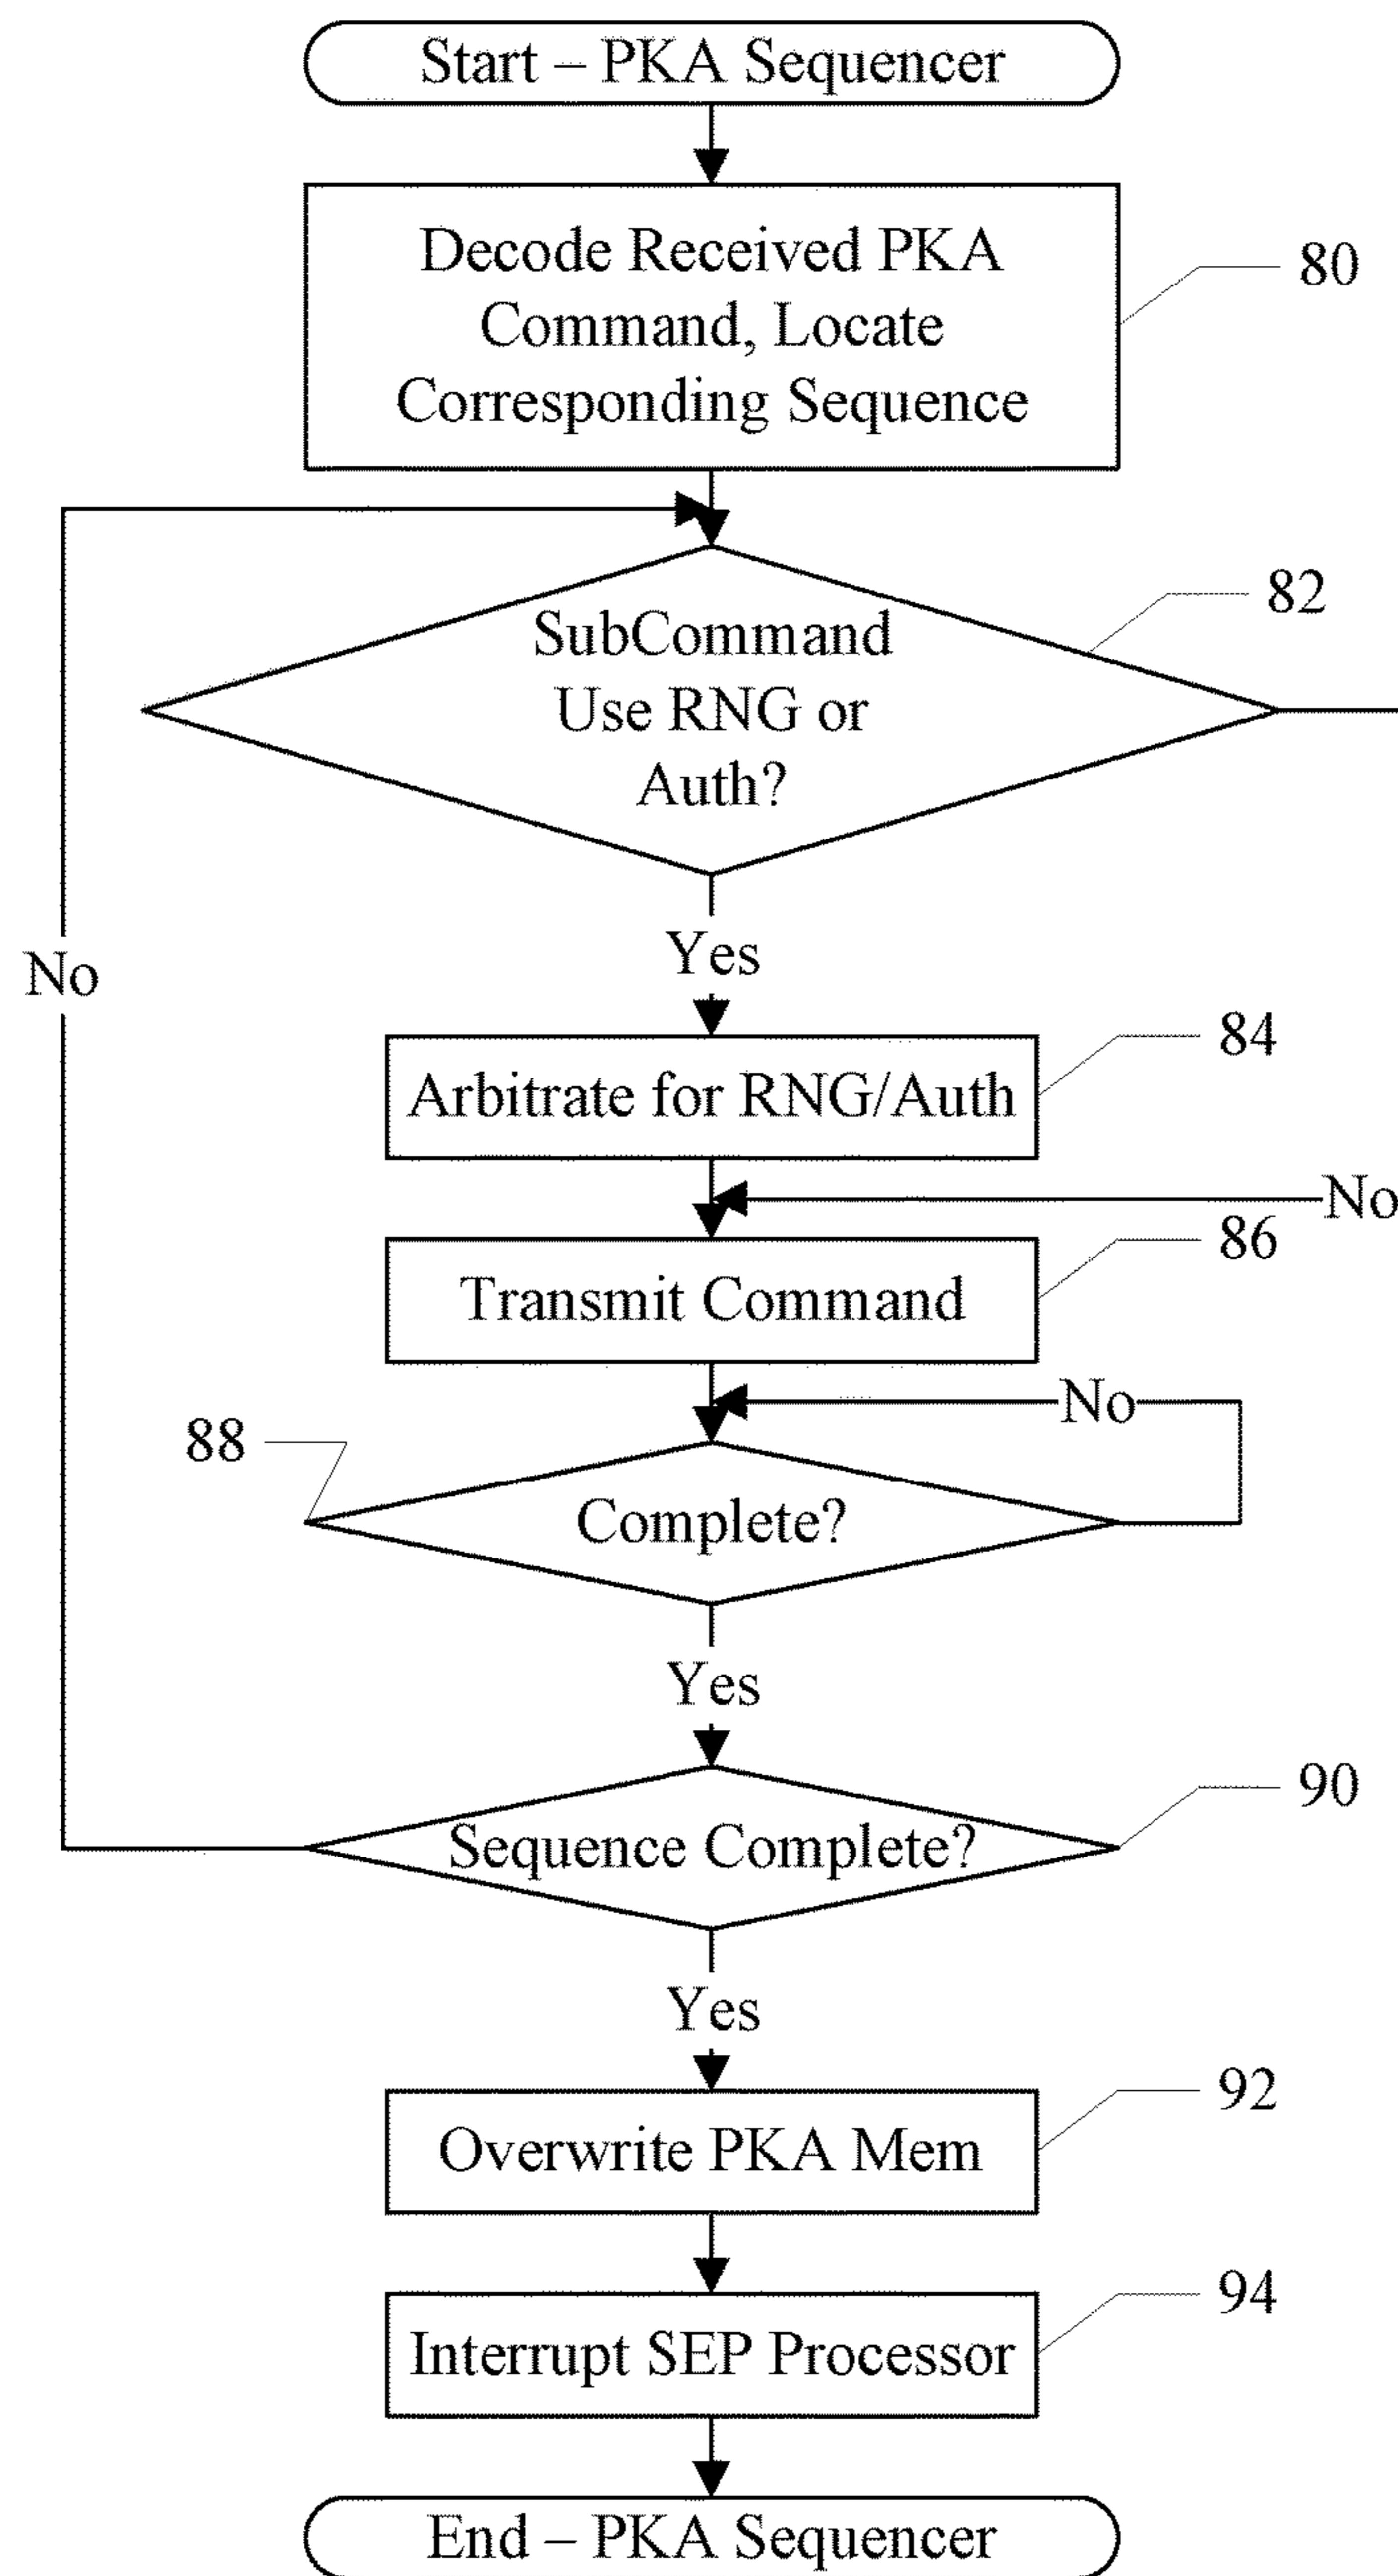 Start – PKA Sequencer
Decode Received PKA
Command, Locate
Corresponding Sequence
80
SubCommand
Use RNG or
Auth?
82
Yes
No
Arbitrate for RNG/Auth
84
No
Transmit Command
86
No
88
Complete?
Yes
Sequence Complete?
90
Yes
Overwrite PKA Mem
92
Interrupt SEP Processor
94
End – PKA Sequencer